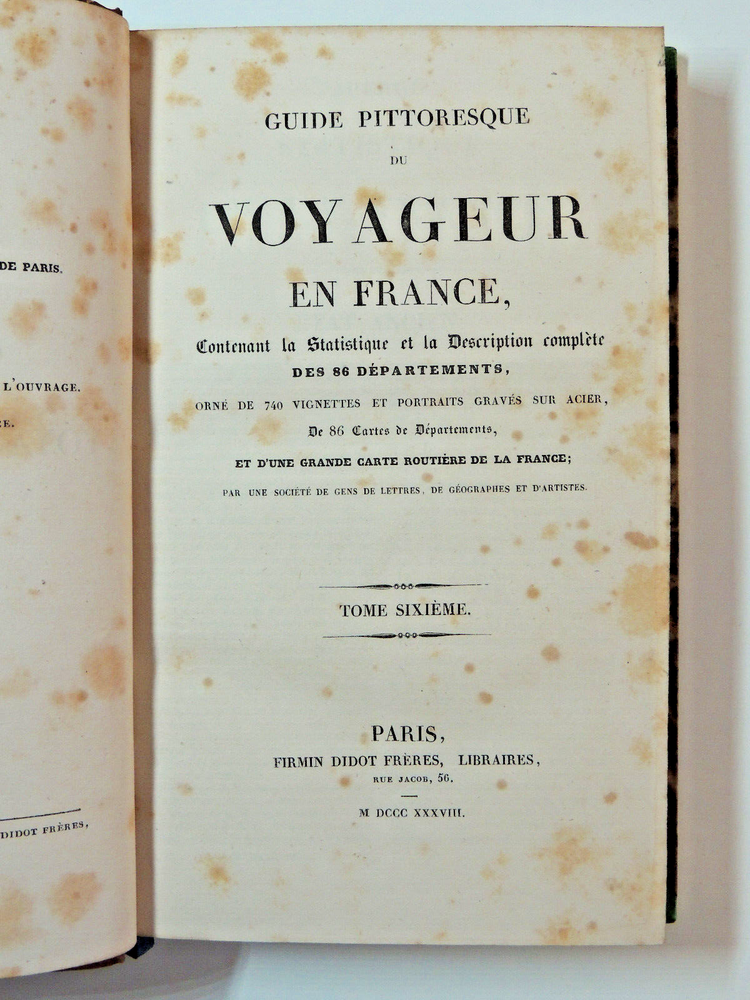 DE PARIS.
L'OUVRAGE.
DIDOT FRÈRES,
GUIDE PITTORESQUE
DU
VOYAGEUR
EN FRANCE,
Contenant la Statistique et la Description complète
DES 86 DÉPARTEMENTS,
ORNÉ DE 740 VIGNETTES ET PORTRAITS GRAVÉS SUR ACIER,
De 86 Cartes de Départements,
ET D'UNE GRANDE CARTE ROUTIÈRE DE LA FRANCE;
PAR UNE SOCIÉTÉ DE GENS DE LETTRES, DE GÉOGRAPHES ET D'ARTISTES.
TOME SIXIÈME.
PARIS,
FIRMIN DIDOT FRÈRES, LIBRAIRES,
RUE JACOB, 56.
M DCCC XXXVIII.